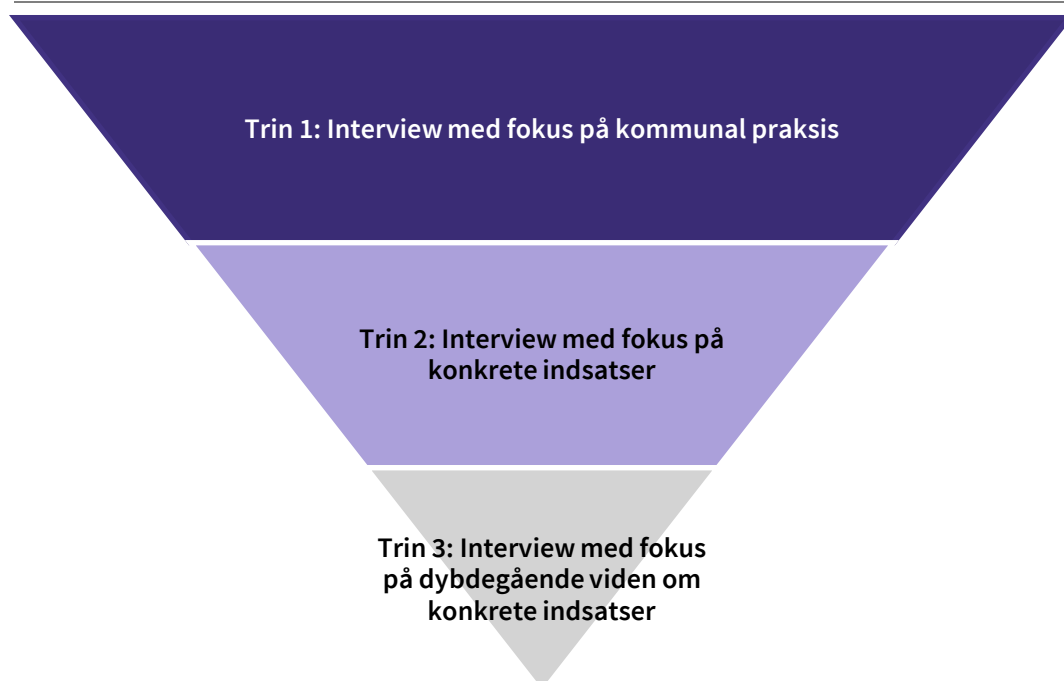 Trin 1: Interview med fokus på kommunal praksis
Trin 2: Interview med fokus på
konkrete indsatser
Trin 3: Interview med fokus
på dybdegående viden om
konkrete indsatser